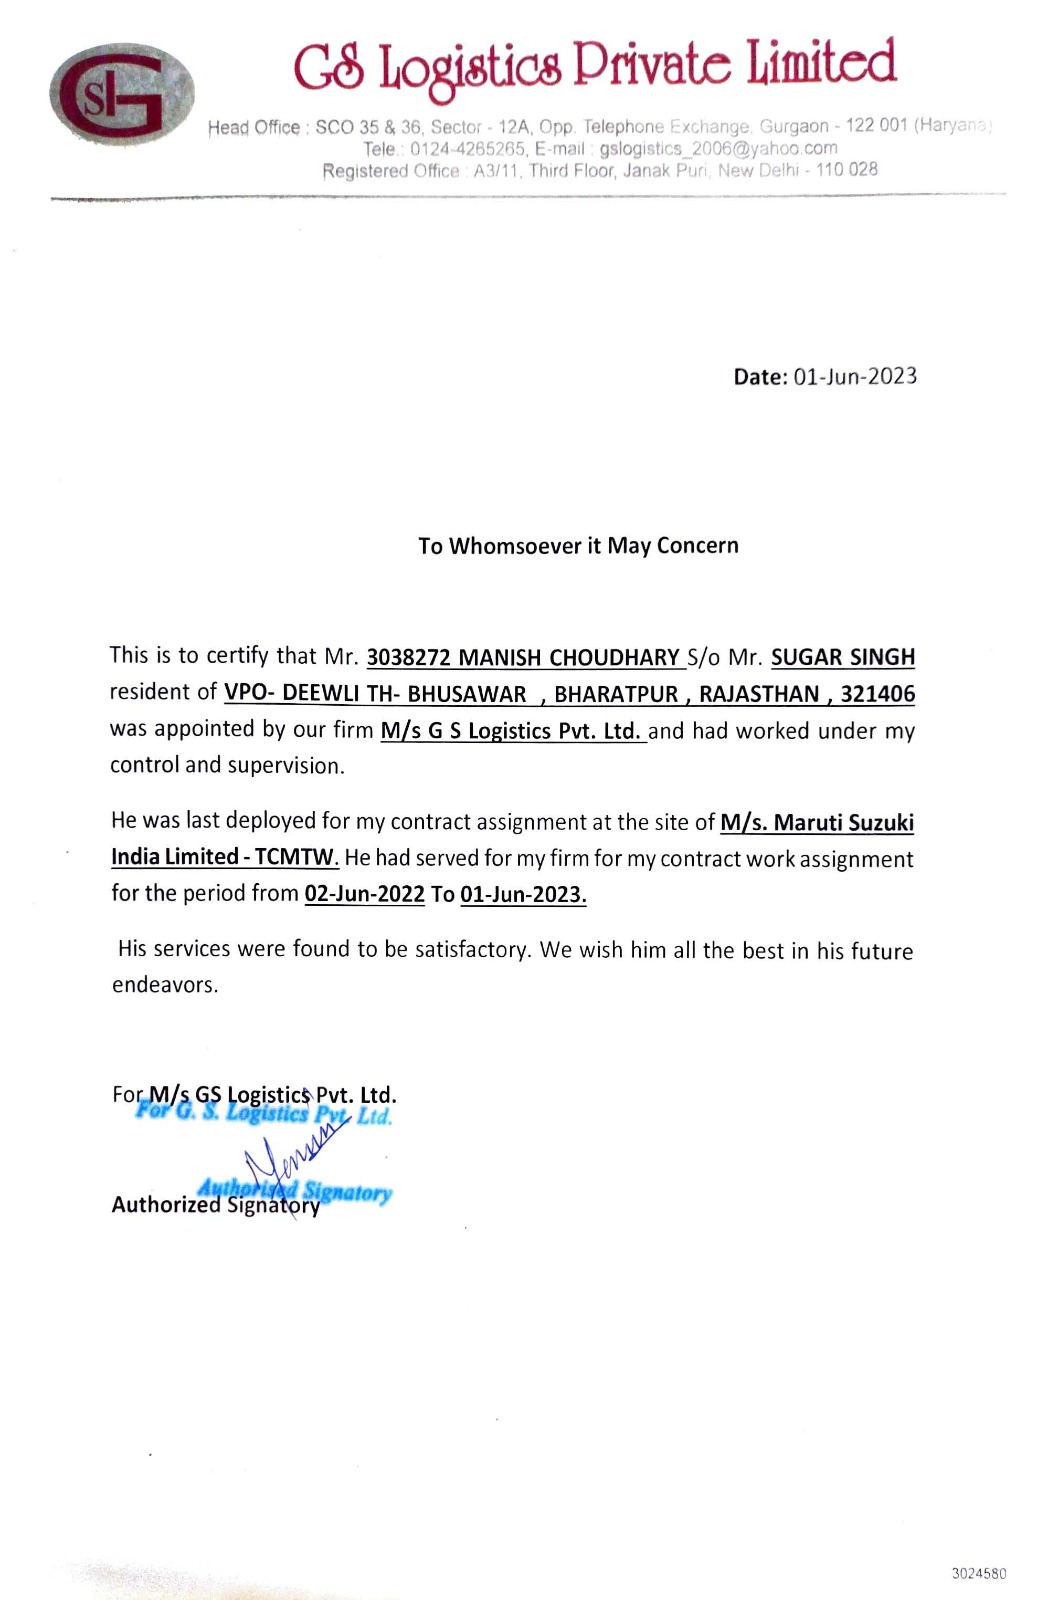 GSL
GS Logistics Private Limited
Head Office : SCO 35 & 36, Sector - 12A, Opp. Telephone Exchange, Gurgaon - 122 001 (Haryana)
Tele.: 0124-4265265, E-mail : gslogistics_2006@yahoo.com
Registered Office : A3/11, Third Floor, Janak Puri, New Delhi - 110 028
Date: 01-Jun-2023
To Whomsoever it May Concern
This is to certify that Mr. 3038272 MANISH CHOUDHARY S/o Mr. SUGAR SINGH
resident of VPO- DEEWLI TH- BHUSAWAR , BHARATPUR , RAJASTHAN , 321406
was appointed by our firm M/s G S Logistics Pvt. Ltd. and had worked under my
control and supervision.
He was last deployed for my contract assignment at the site of M/s. Maruti Suzuki
India Limited - TCMTW. He had served for my firm for my contract work assignment
for the period from 02-Jun-2022 To 01-Jun-2023.
His services were found to be satisfactory. We wish him all the best in his future
endeavors.
For M/s GS Logistics Pvt. Ltd.
For G. S. Logistics Pvt. Ltd.
Authorised Signatory
Authorized Signatory
3024580